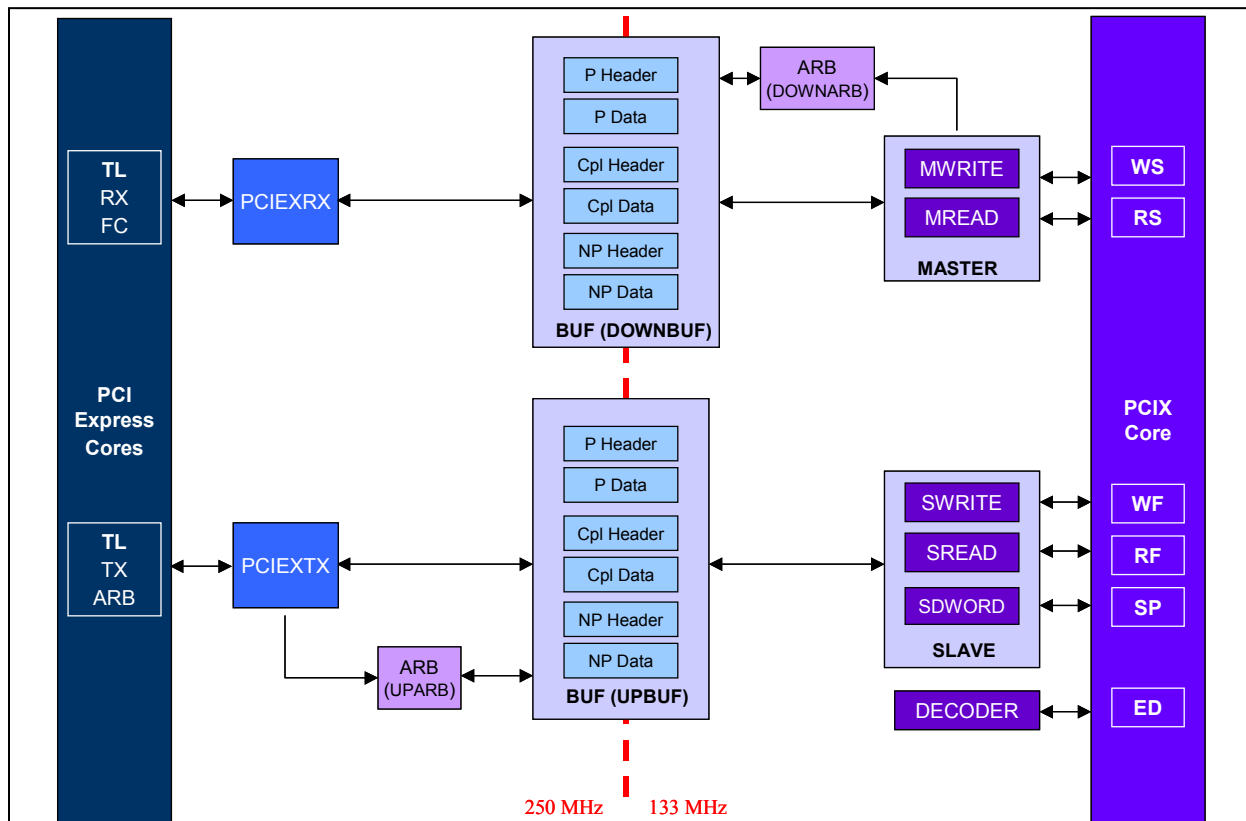 PCI
Express
Cores
TL
RX
FC
TL
TX
ARB
PCIEXRX
PCIEXTX
ARB
(UPARB)
P Header
P Data
Cpl Header
Cpl Data
NP Header
NP Data
BUF (DOWNBUF)
P Header
P Data
Cpl Header
Cpl Data
NP Header
NP Data
BUF (UPBUF)
250 MHz
133 MHz
ARB
(DOWNARB)
MWRITE
MREAD
MASTER
SWRITE
SREAD
SDWORD
SLAVE
DECODER
WS
RS
PCIX
Core
WF
RF
SP
ED